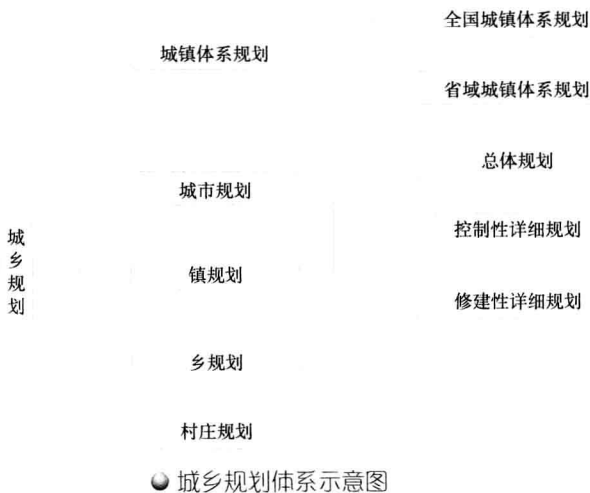 全国城镇体系规划
城镇体系规划
省域城镇体系规划
总体规划
城市规划
控制性详细规划
城乡规划
镇规划
修建性详细规划
乡规划
村庄规划
城乡规划体系示意图